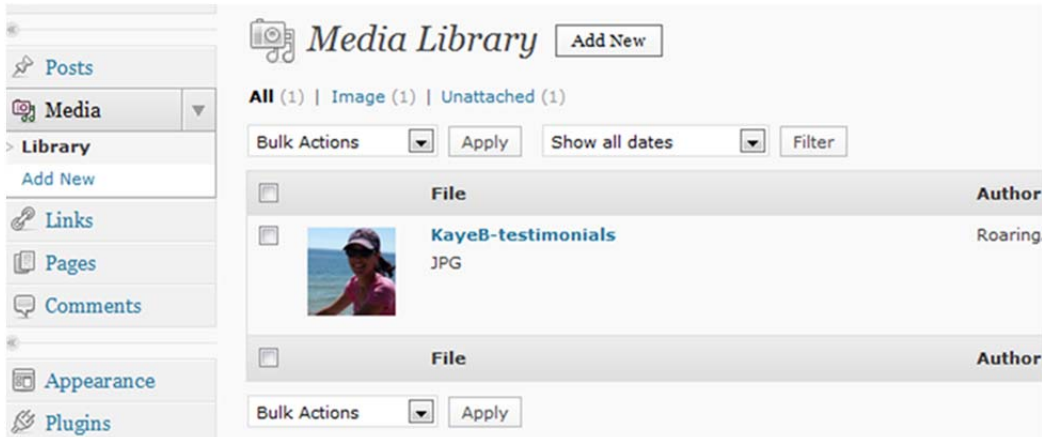 Posts
Media
Library
Add New
Links
Pages
Comments
Appearance
Plugins
Media Library Add New
All (1) | Image (1) | Unattached (1)
Bulk Actions Apply Show all dates Filter
File Author
KayeB-testimonials Roaring
JPG
File Author
Bulk Actions Apply